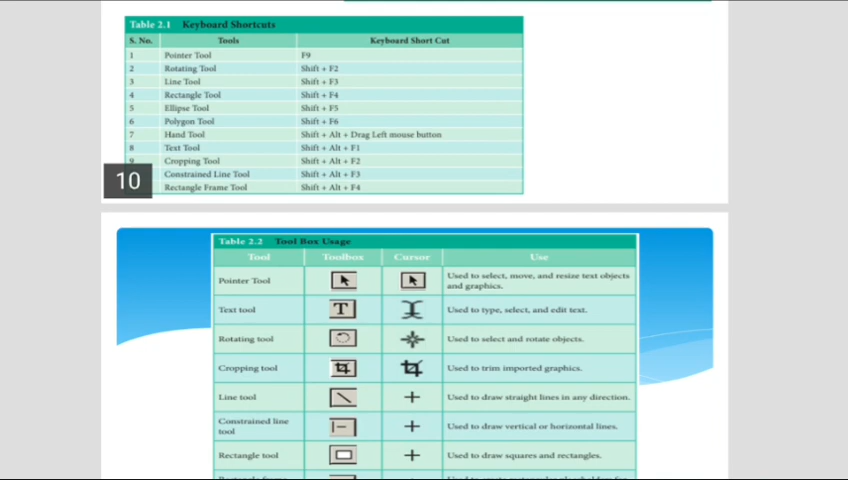 Table 2.1 Keyboard Shortcuts
S. No. Tools Keyboard Short Cut
1 Pointer Tool F9
2 Rotating Tool Shift + F2
3 Line Tool Shift + F3
4 Rectangle Tool Shift + F4
5 Ellipse Tool Shift + F5
6 Polygon Tool Shift + F6
7 Hand Tool Shift + Alt + Drag Left mouse button
8 Text Tool Shift + Alt + F1
9 Cropping Tool Shift + Alt + F2
Constrained Line Tool Shift + Alt + F3
Rectangle Frame Tool Shift + Alt + F4
10
Table 2.2 Tool Box Usage
Tool Toolbox Cursor Use
Pointer Tool Used to select, move, and resize text objects
and graphics.
Text tool T Used to type, select, and edit text.
Rotating tool Used to select and rotate objects.
Cropping tool Used to trim imported graphics.
Line tool Used to draw straight lines in any direction.
Constrained line
tool Used to draw vertical or horizontal lines.
Rectangle tool Used to draw squares and rectangles.